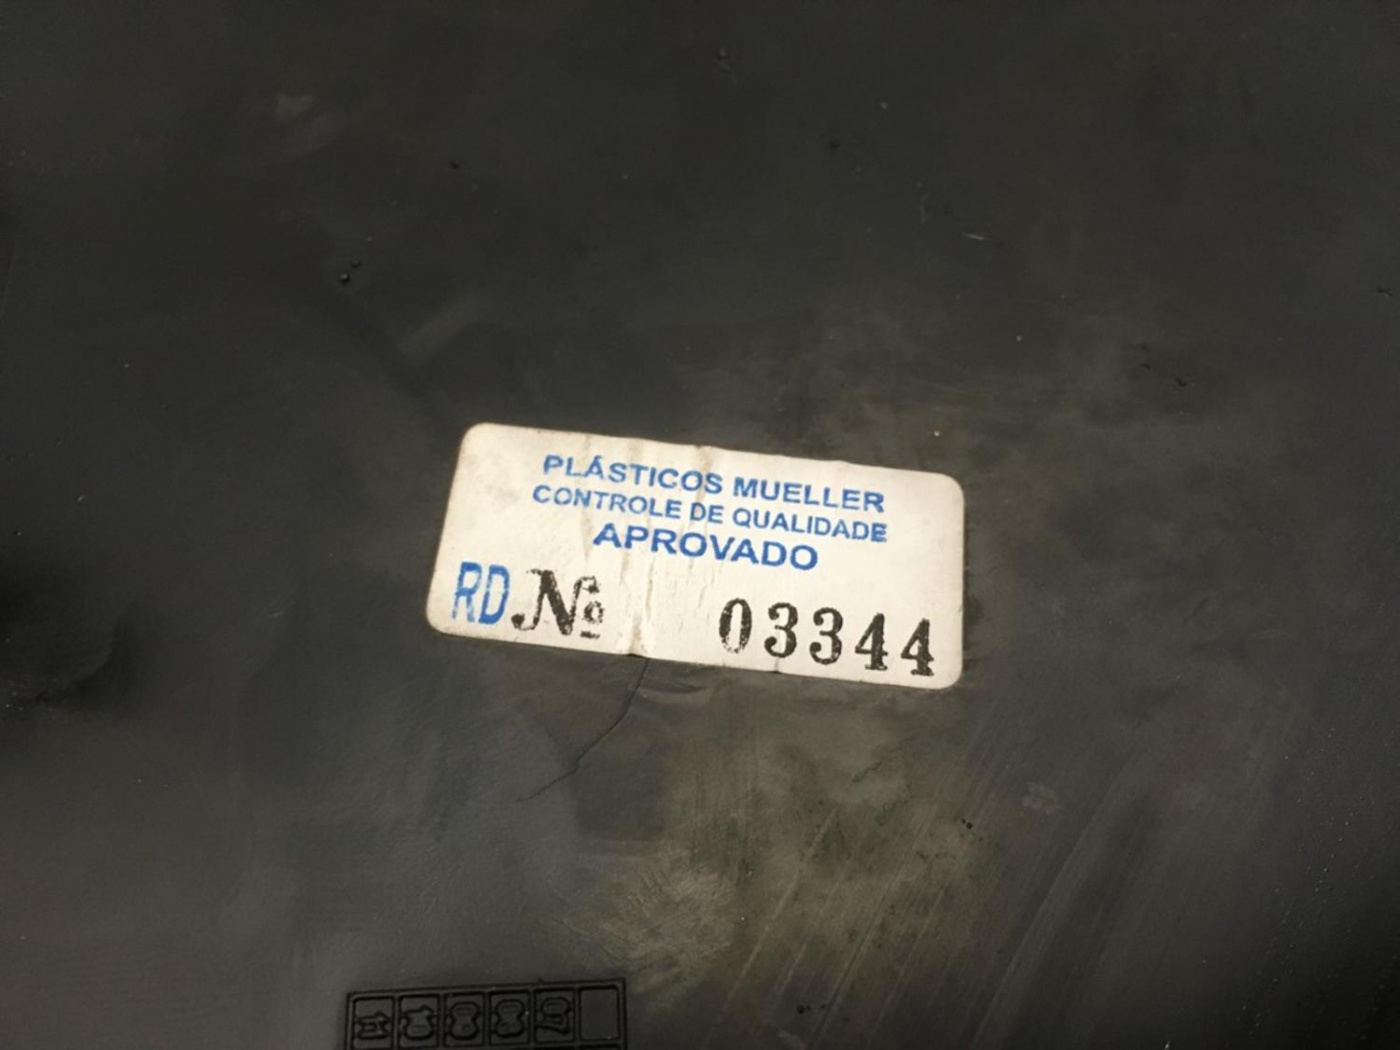 PLÁSTICOS MUELLER
CONTROLE DE QUALIDADE
APROVADO
RD Nº 03344